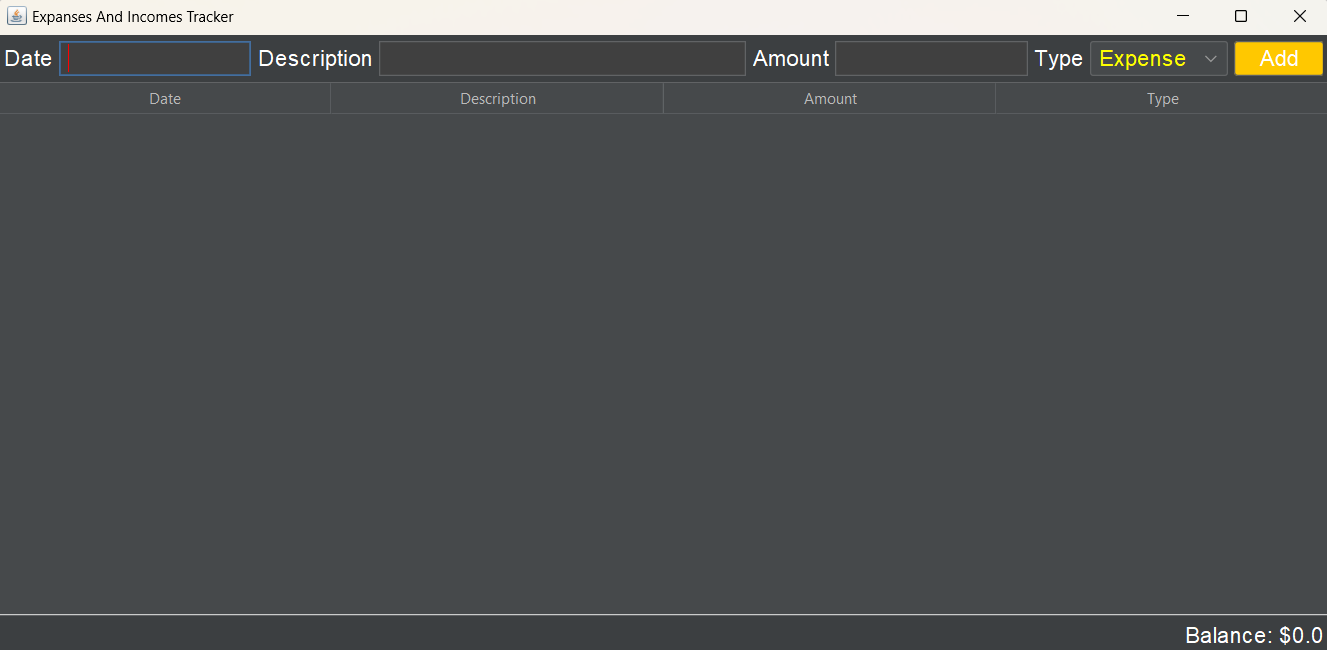 Expanses And Incomes Tracker
Date Description Amount Type Expense Add
Date Description Amount Type
Balance: $0.0